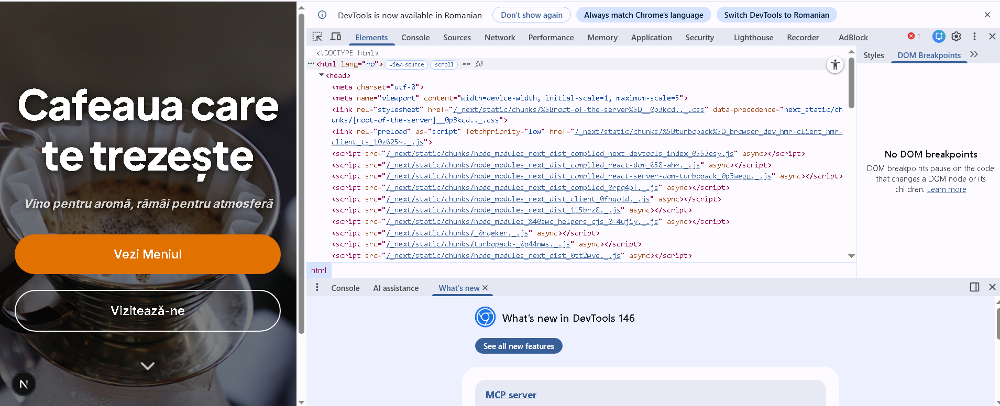 Cafeaua care
te trezește
Vino pentru aromă, rămâi pentru atmosferă
Vezi Meniul
Vizitează-ne
N
DevTools is now available in Romanian
Don't show again
Always match Chrome's language
Switch DevTools to Romanian
Elements Console Sources Network Performance Memory Application Security Lighthouse Recorder AdBlock 1
<!DOCTYPE html>
<html lang="ro"> view-source scroll == $0
<head>
<meta charset="utf-8">
<meta name="viewport" content="width=device-width, initial-scale=1, maximum-scale=5">
<link rel="stylesheet" href="/_next/static/chunks/%5Broot-of-the-server%5D__0p3kcd.._.css" data-precedence="next_static/ch
unks/[root-of-the-server]__0p3kcd.._.css">
<link rel="preload" as="script" fetchpriority="low" href="/_next/static/chunks/%5Bturbopack%5D_browser_dev_hmr-client_hmr-
client_ts_10z625~._.js">
<script src="/_next/static/chunks/node_modules_next_dist_compiled_next-devtools_index_0553esy.js" async></script>
<script src="/_next/static/chunks/node_modules_next_dist_compiled_react-dom_058-ah~._.js" async></script>
<script src="/_next/static/chunks/node_modules_next_dist_compiled_react-server-dom-turbopack_0p3wegg._.js" async></script>
<script src="/_next/static/chunks/node_modules_next_dist_compiled_0rpq4pf._.js" async></script>
<script src="/_next/static/chunks/node_modules_next_dist_client_0fhqo1d._.js" async></script>
<script src="/_next/static/chunks/node_modules_next_dist_115brz8._.js" async></script>
<script src="/_next/static/chunks/node_modules_%40swc_helpers_cjs_0-4ujiy._.js" async></script>
<script src="/_next/static/chunks/_0rqeker._.js" async></script>
<script src="/_next/static/chunks/turbopack-_0p44nws._.js" async></script>
<script src="/_next/static/chunks/node_modules_next_dist_0tt2wve._.js" async></script>
html
Styles DOM Breakpoints
No DOM breakpoints
DOM breakpoints pause on the code
that changes a DOM node or its
children. Learn more
Console AI assistance What's new
What's new in DevTools 146
See all new features
MCP server